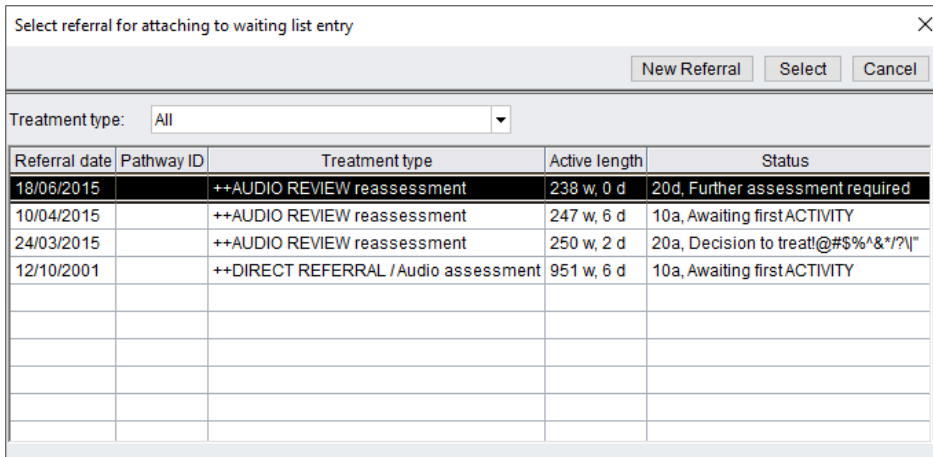 Select referral for attaching to waiting list entry
New Referral Select Cancel
Treatment type: All
Referral date Pathway ID Treatment type Active length Status
18/06/2015 ++AUDIO REVIEW reassessment 238 w, 0 d 20d, Further assessment required
10/04/2015 ++AUDIO REVIEW reassessment 247 w, 6 d 10a, Awaiting first ACTIVITY
24/03/2015 ++AUDIO REVIEW reassessment 250 w, 2 d 20a, Decision to treat!@#$%^&*/?\|"
12/10/2001 ++DIRECT REFERRAL / Audio assessment 951 w, 6 d 10a, Awaiting first ACTIVITY